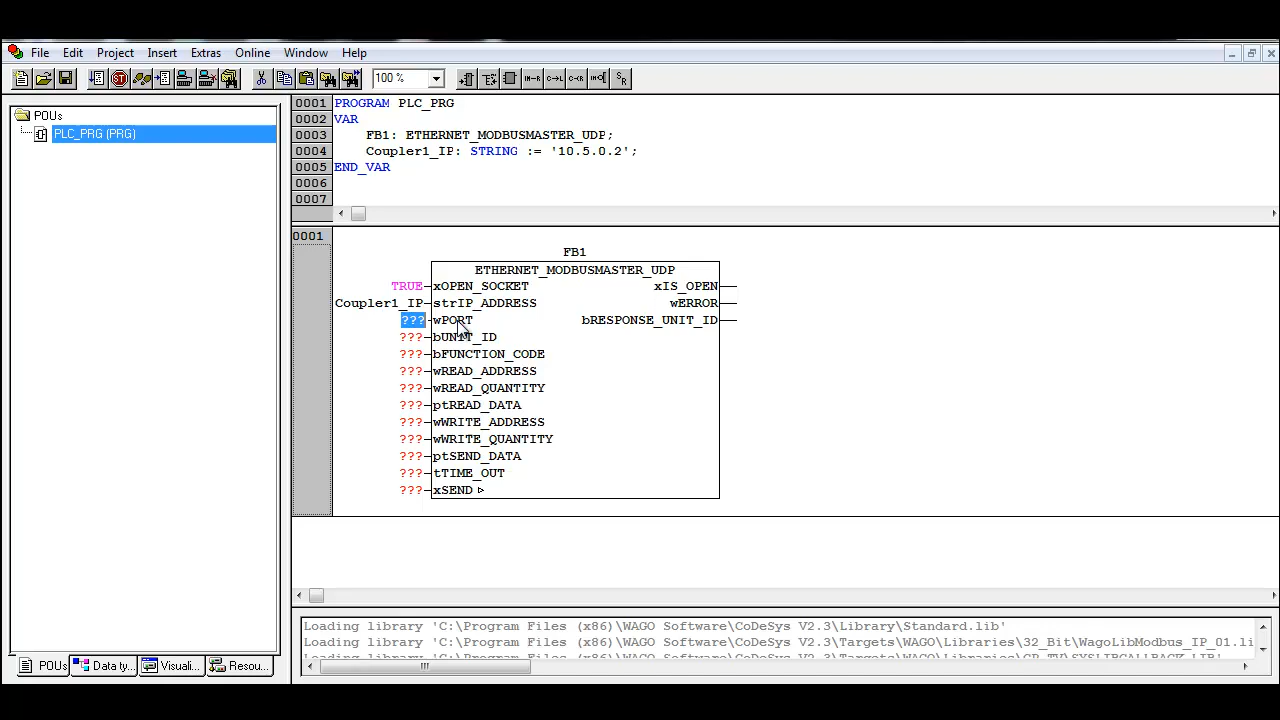 File Edit Project Insert Extras Online Window Help
100 %
POUs
PLC_PRG (PRG)
0001 PROGRAM PLC_PRG
0002 VAR
0003 FB1: ETHERNET_MODBUSMASTER_UDP;
0004 Coupler1_IP: STRING := '10.5.0.2';
0005 END_VAR
0006
0007
0001
FB1
ETHERNET_MODBUSMASTER_UDP
TRUE xOPEN_SOCKET xIS_OPEN
Coupler1_IP strIP_ADDRESS wERROR
??? wPORT bRESPONSE_UNIT_ID
??? bUNIT_ID
??? bFUNCTION_CODE
??? wREAD_ADDRESS
??? wREAD_QUANTITY
??? ptREAD_DATA
??? wWRITE_ADDRESS
??? wWRITE_QUANTITY
??? ptSEND_DATA
??? tTIME_OUT
??? xSEND
Loading library 'C:\Program Files (x86)\WAGO Software\CoDeSys V2.3\Library\Standard.lib'
Loading library 'C:\Program Files (x86)\WAGO Software\CoDeSys V2.3\Targets\WAGO\Libraries\32_Bit\WagoLibModbus_IP_01.li
POUs Data ty... Visuali... Resou...